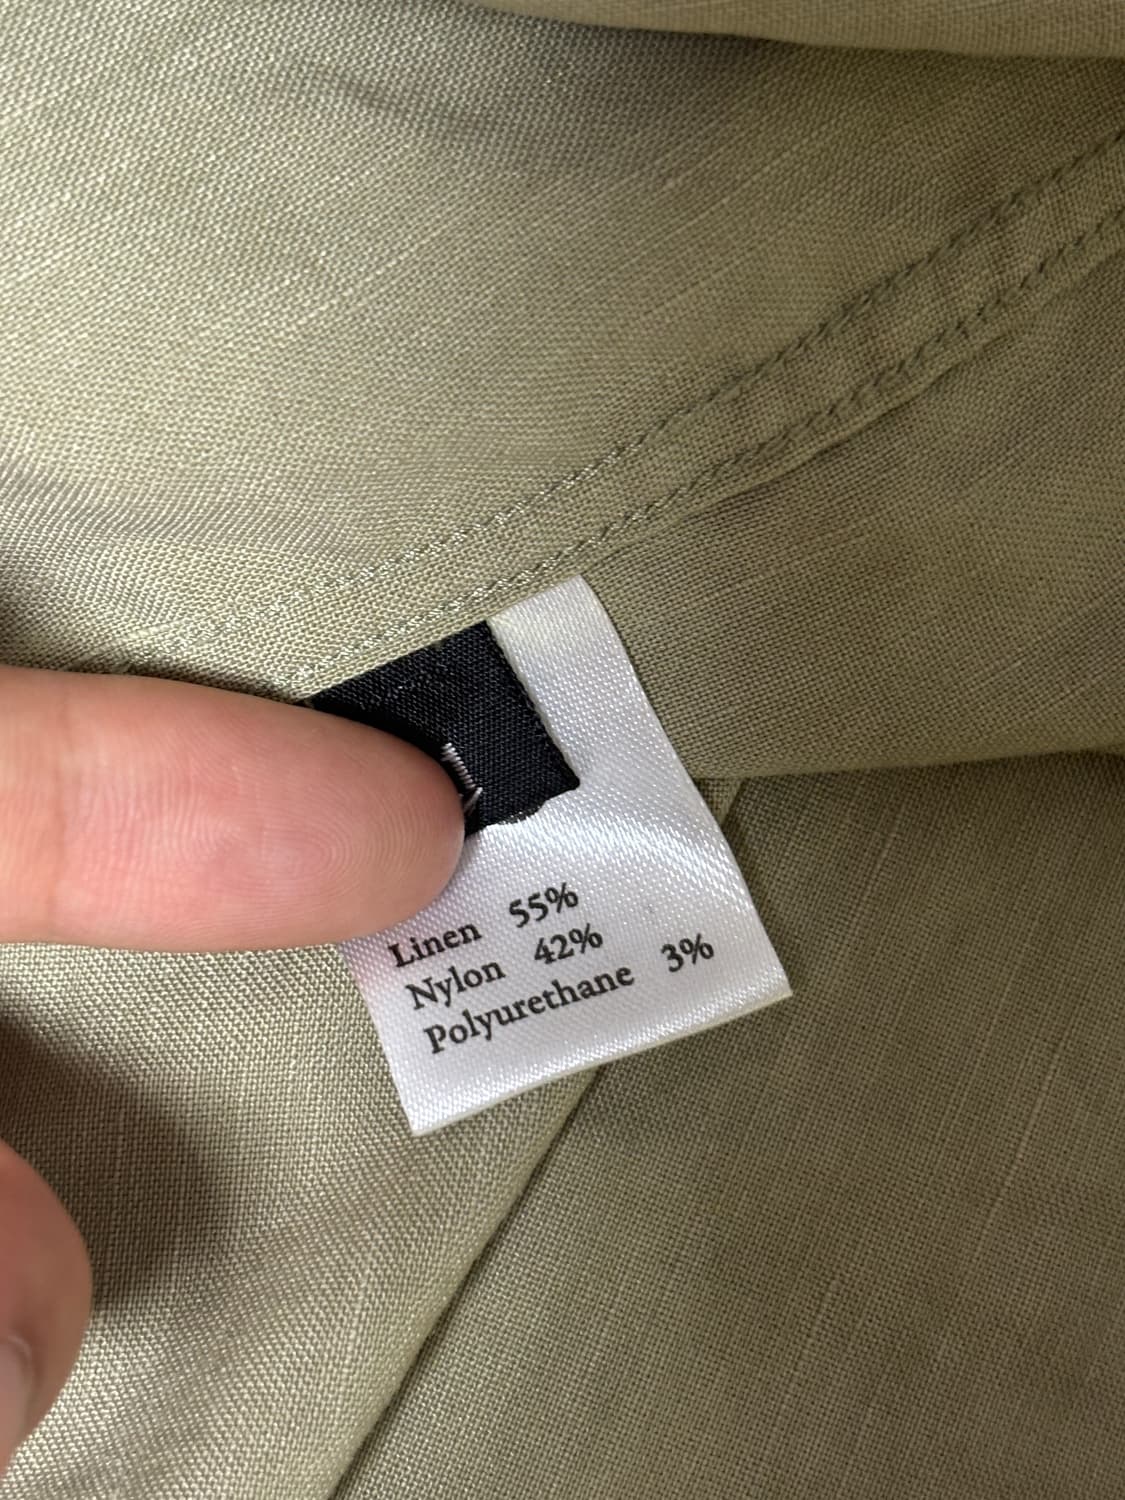 Linen 55%
Nylon 42%
Polyurethane 3%